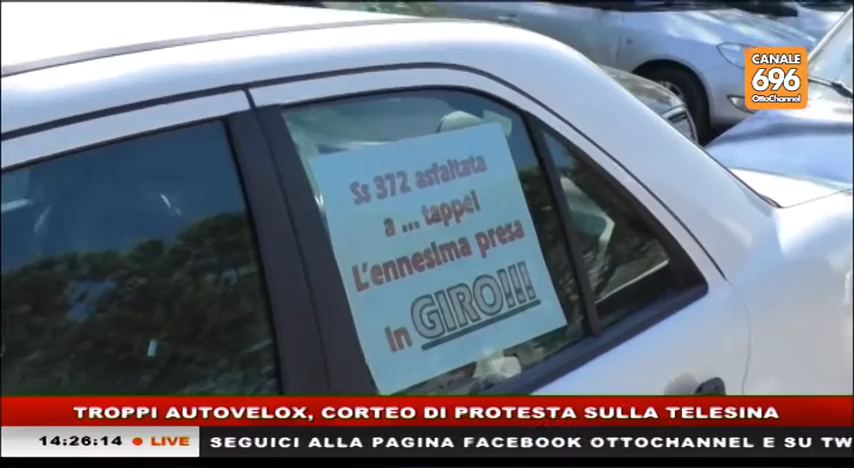 CANALE
696
OttoChannel
Ss 372 asfaltata
a ... tappe!
L'ennesima presa
in GIRO!!!
TROPPI AUTOVELOX, CORTEO DI PROTESTA SULLA TELESINA
14:26:14 LIVE SEGUICI ALLA PAGINA FACEBOOK OTTOCHANNEL E SU TW